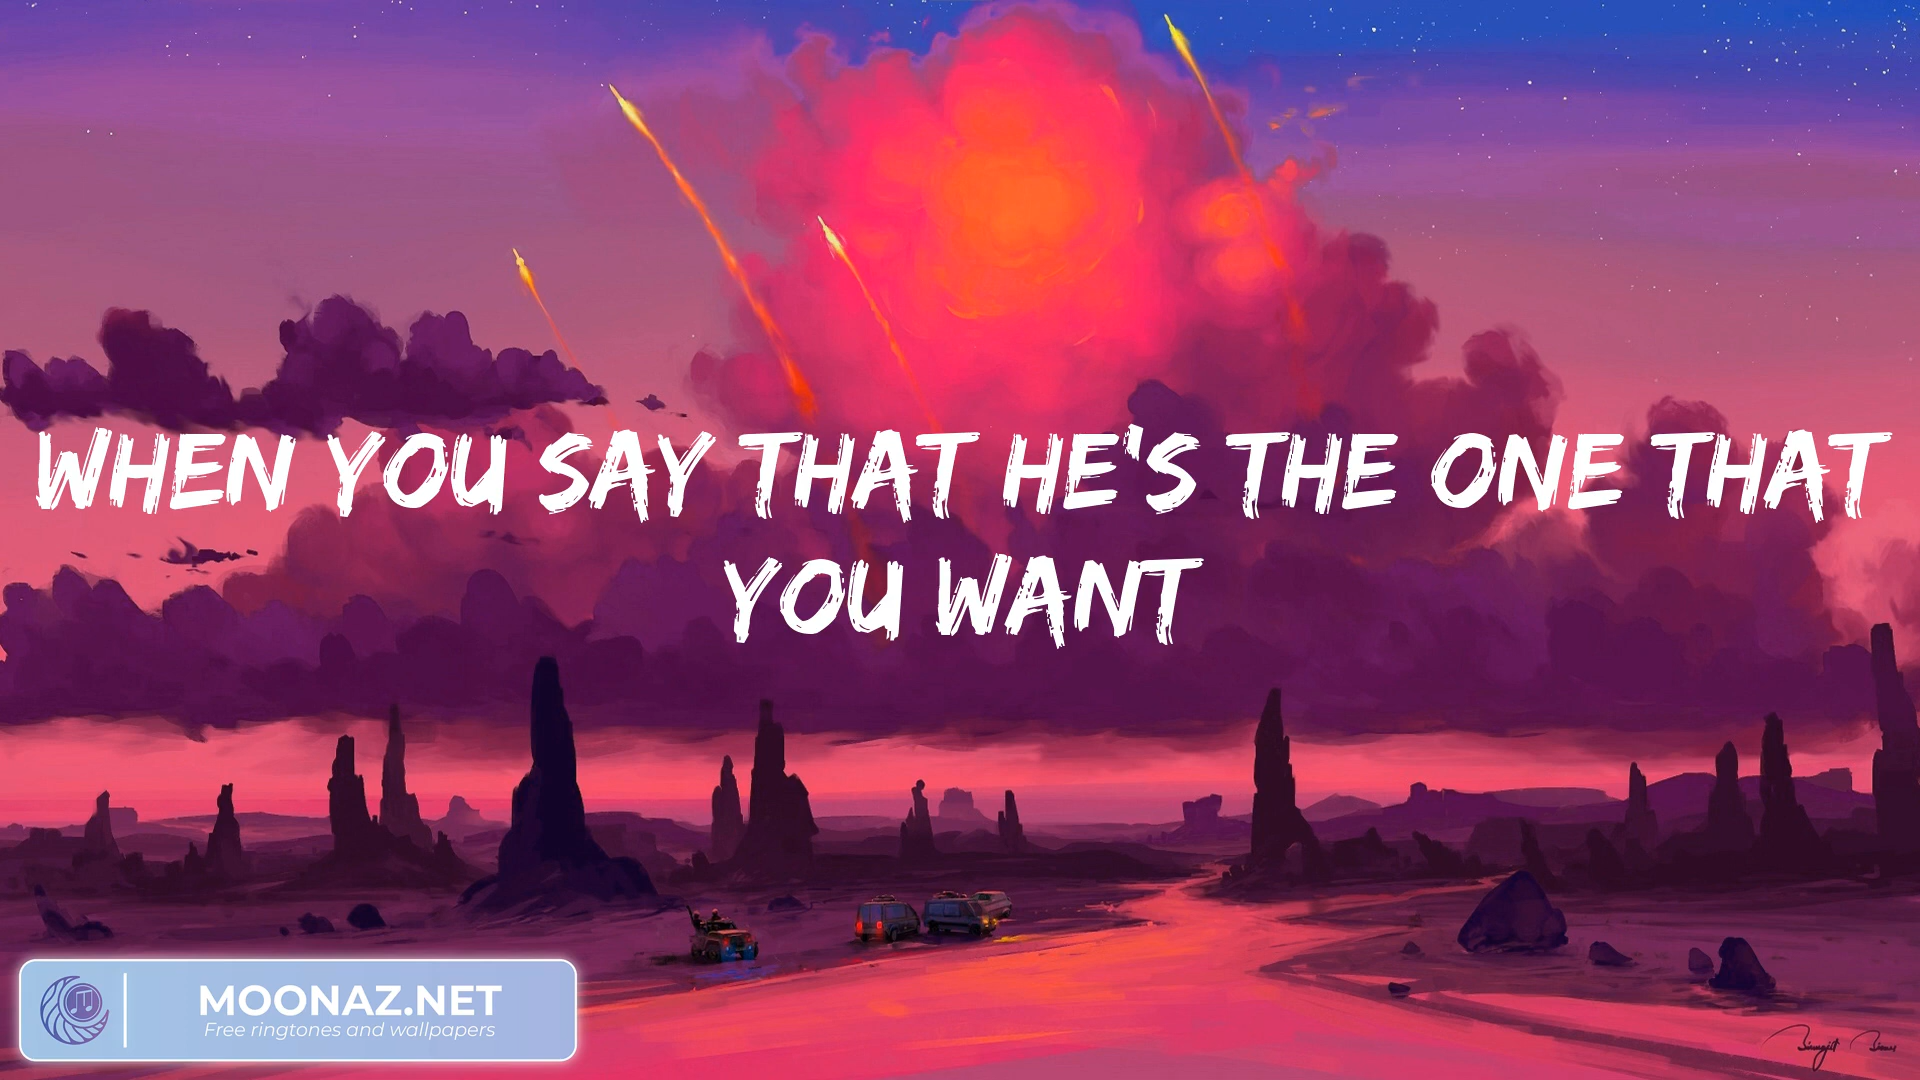 WHEN YOU SAY THAT HE'S THE ONE THAT
YOU WANT
MOONAZ.NET
Free ringtones and wallpapers